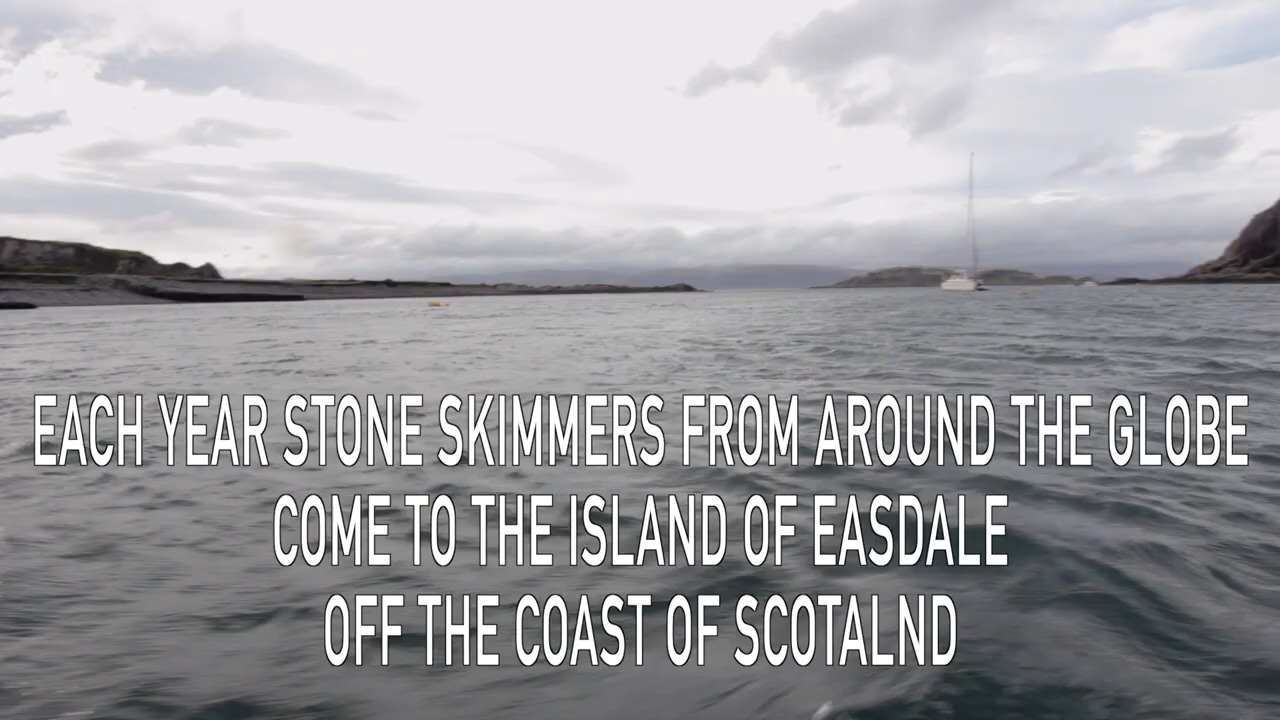 EACH YEAR STONE SKIMMERS FROM AROUND THE GLOBE
COME TO THE ISLAND OF EASDALE
OFF THE COAST OF SCOTALND